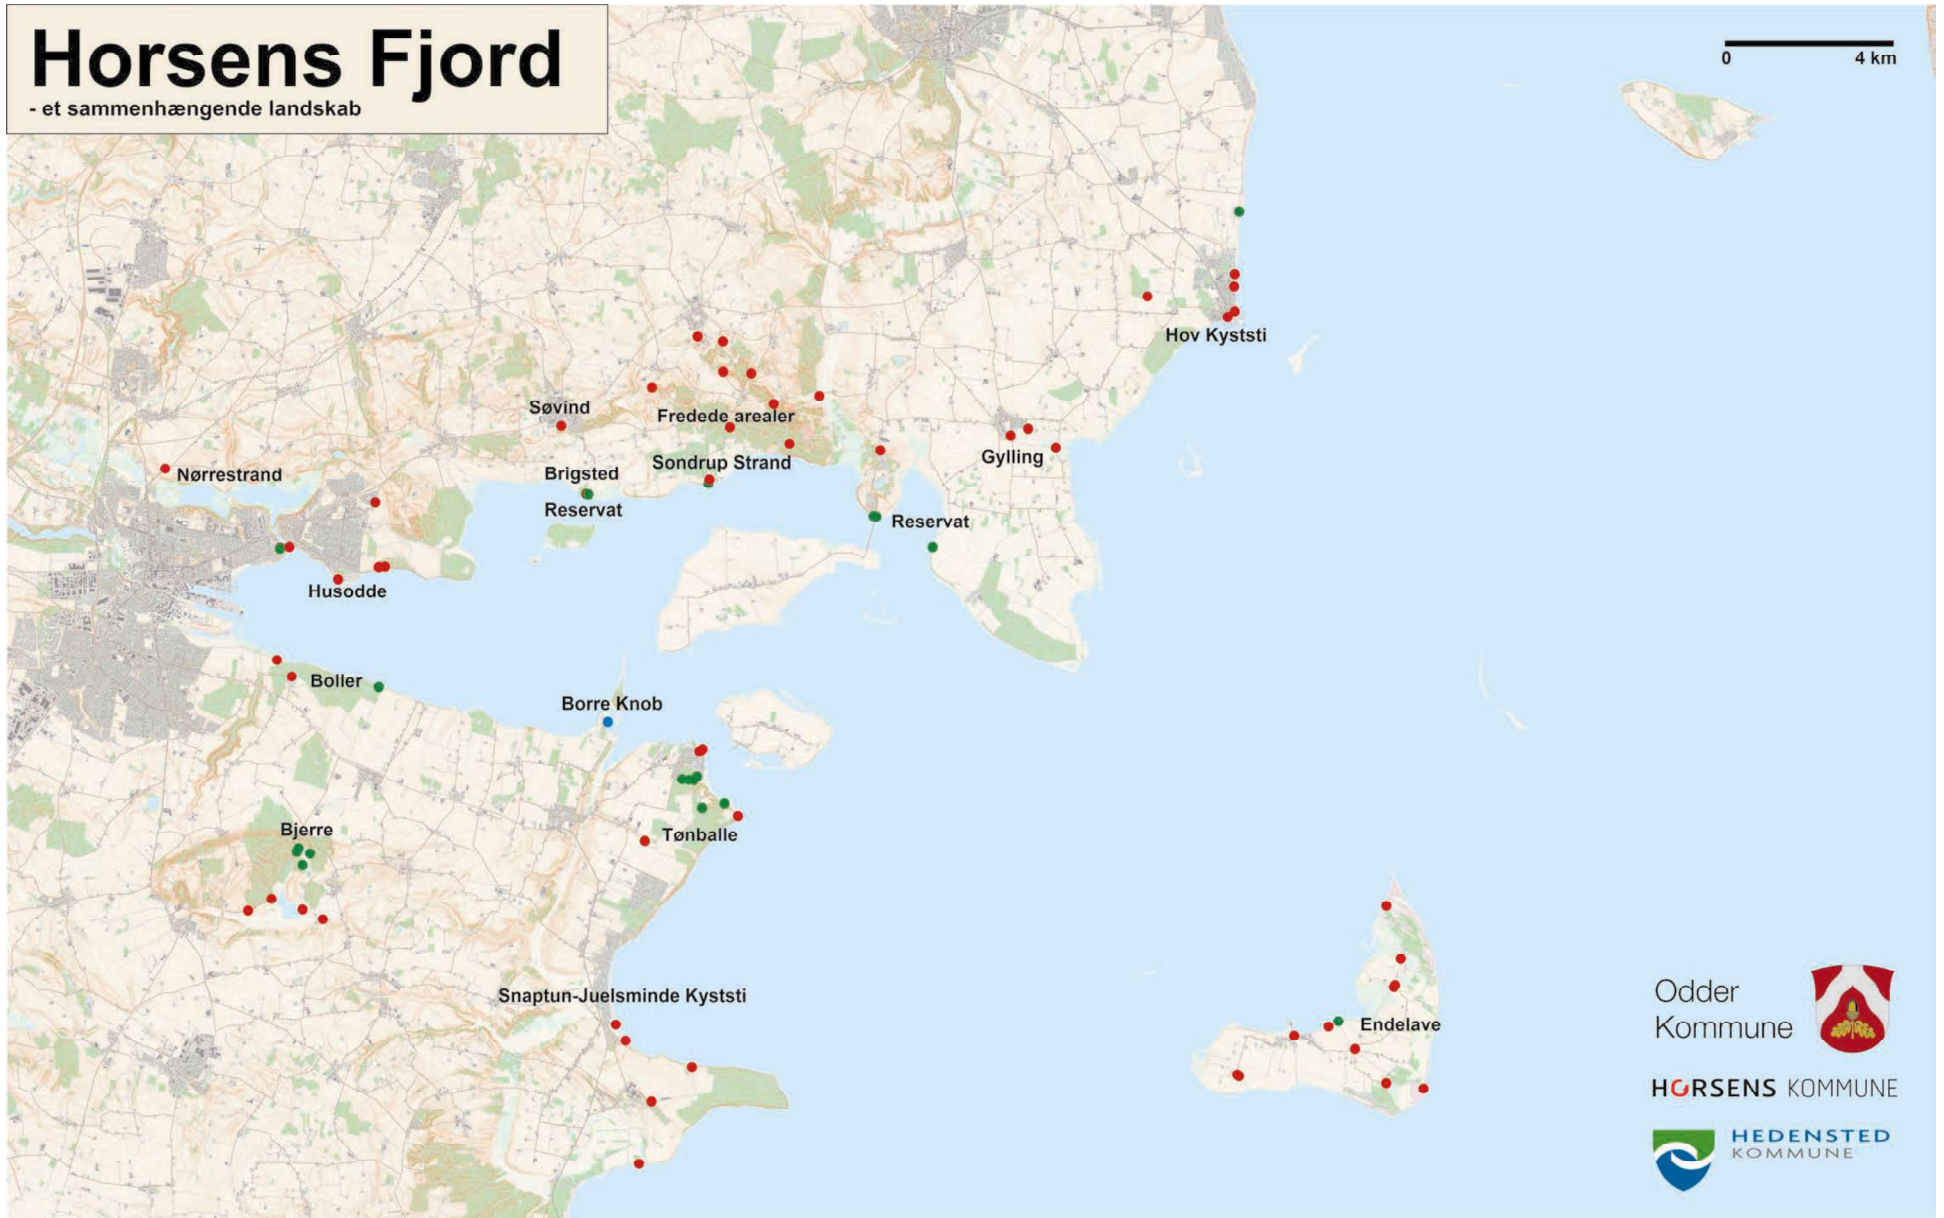 Horsens Fjord
- et sammenhængende landskab
0 4 km
Hov Kyststi
Søvind
Fredede arealer
Gylling
Nørrestrand
Brigsted
Sondrup Strand
Reservat
Reservat
Husodde
Boller
Borre Knob
Bjerre
Tønballe
Snaptun-Juelsminde Kyststi
Endelave
Odder
Kommune
HORSENS KOMMUNE
HEDENSTED
KOMMUNE